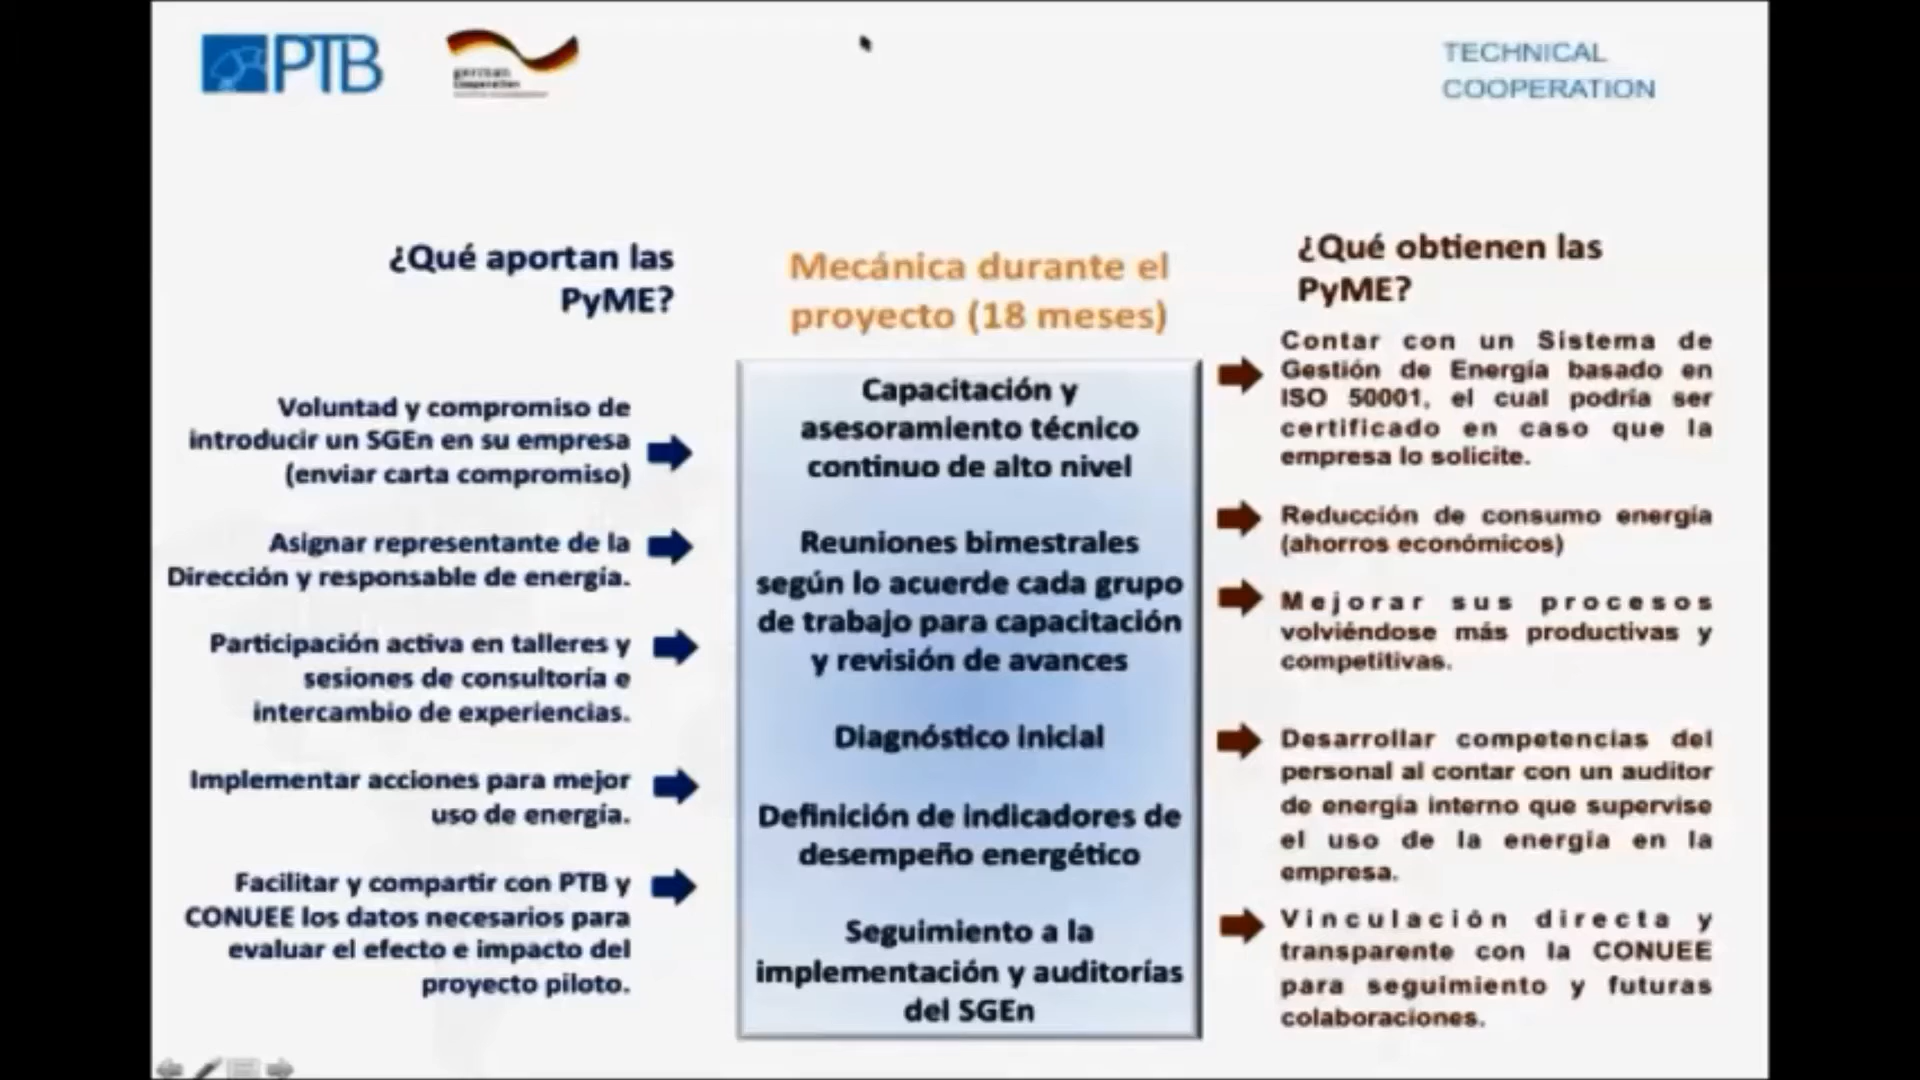 PTB
german
cooperation
TECHNICAL
COOPERATION
¿Qué aportan las
PyME?
Voluntad y compromiso de
introducir un SGEn en su empresa
(enviar carta compromiso)
Asignar representante de la
Dirección y responsable de energía.
Participación activa en talleres y
sesiones de consultoría e
intercambio de experiencias.
Implementar acciones para mejor
uso de energía.
Facilitar y compartir con PTB y
CONUEE los datos necesarios para
evaluar el efecto e impacto del
proyecto piloto.
Mecánica durante el
proyecto (18 meses)
Capacitación y
asesoramiento técnico
continuo de alto nivel
Reuniones bimestrales
según lo acuerde cada grupo
de trabajo para capacitación
y revisión de avances
Diagnóstico inicial
Definición de indicadores de
desempeño energético
Seguimiento a la
implementación y auditorías
del SGEn
¿Qué obtienen las
PyME?
Contar con un Sistema de
Gestión de Energía basado en
ISO 50001, el cual podría ser
certificado en caso que la
empresa lo solicite.
Reducción de consumo energía
(ahorros económicos)
Mejorar sus procesos
volviéndose más productivas y
competitivas.
Desarrollar competencias del
personal al contar con un auditor
de energía interno que supervise
el uso de la energía en la
empresa.
Vinculación directa y
transparente con la CONUEE
para seguimiento y futuras
colaboraciones.